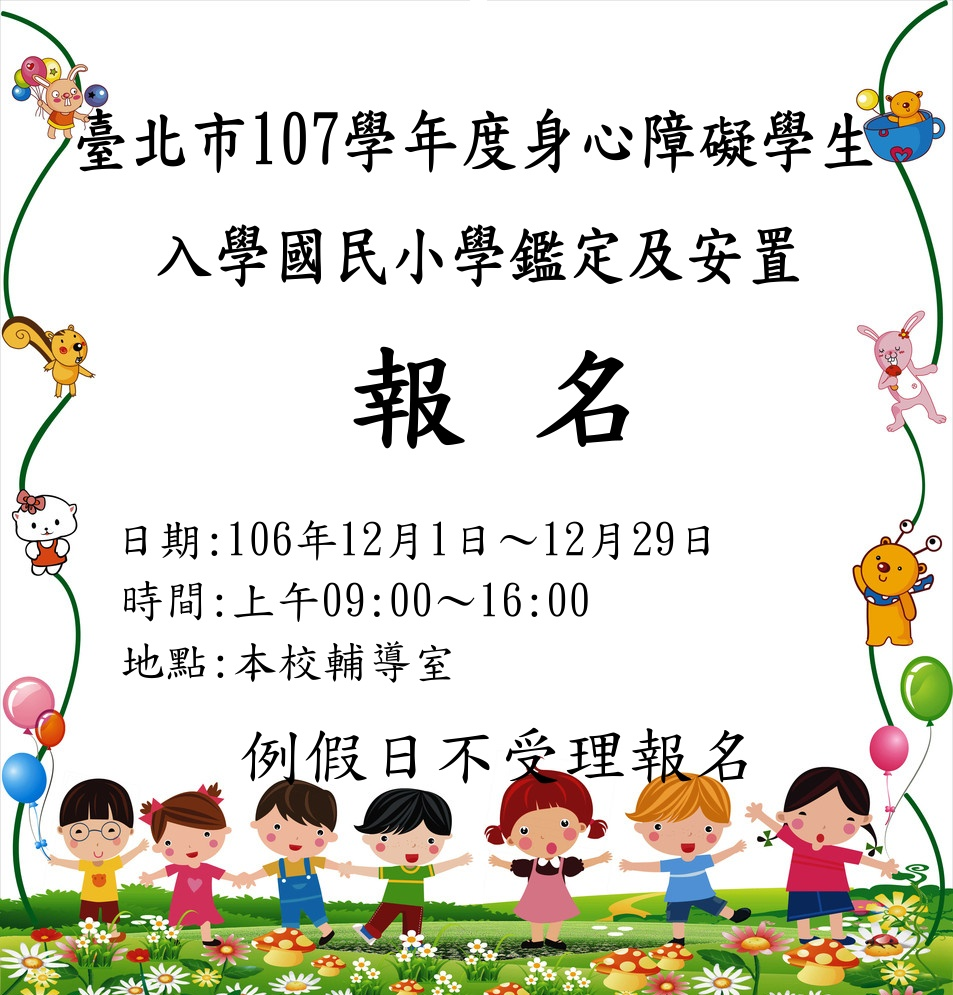 臺北市107學年度身心障礙學生
入學國民小學鑑定及安置
報 名
日期:106年12月1日～12月29日
時間:上午09:00～16:00
地點:本校輔導室
例假日不受理報名